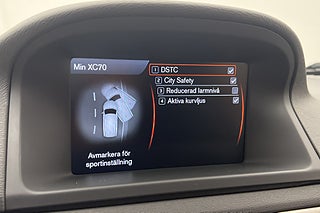 Min XC70
1 DSTC
2 City Safety
3 Reducerad larmnivå
4 Aktiva kurvljus
Avmarkera för
sportinställning